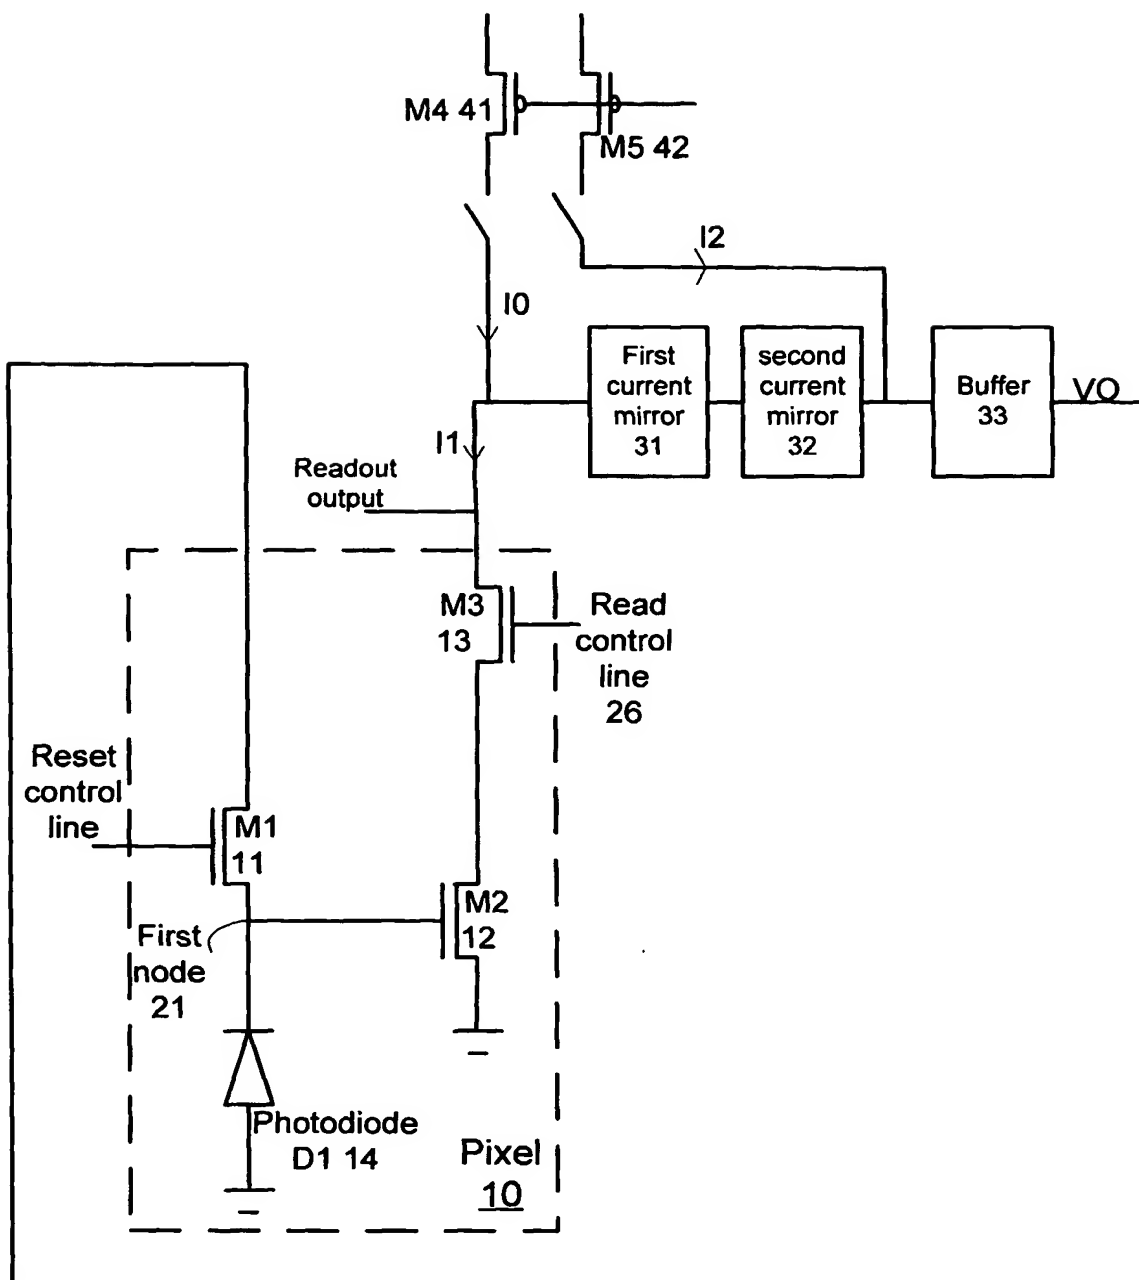 M4 41
M5 42
I2
I0
First
current
mirror
31
second
current
mirror
32
Buffer
33
VO
I1
Readout
output
M3
13
Read
control
line
26
Reset
control
line
M1
11
M2
12
First
node
21
Photodiode
D1 14
Pixel
10